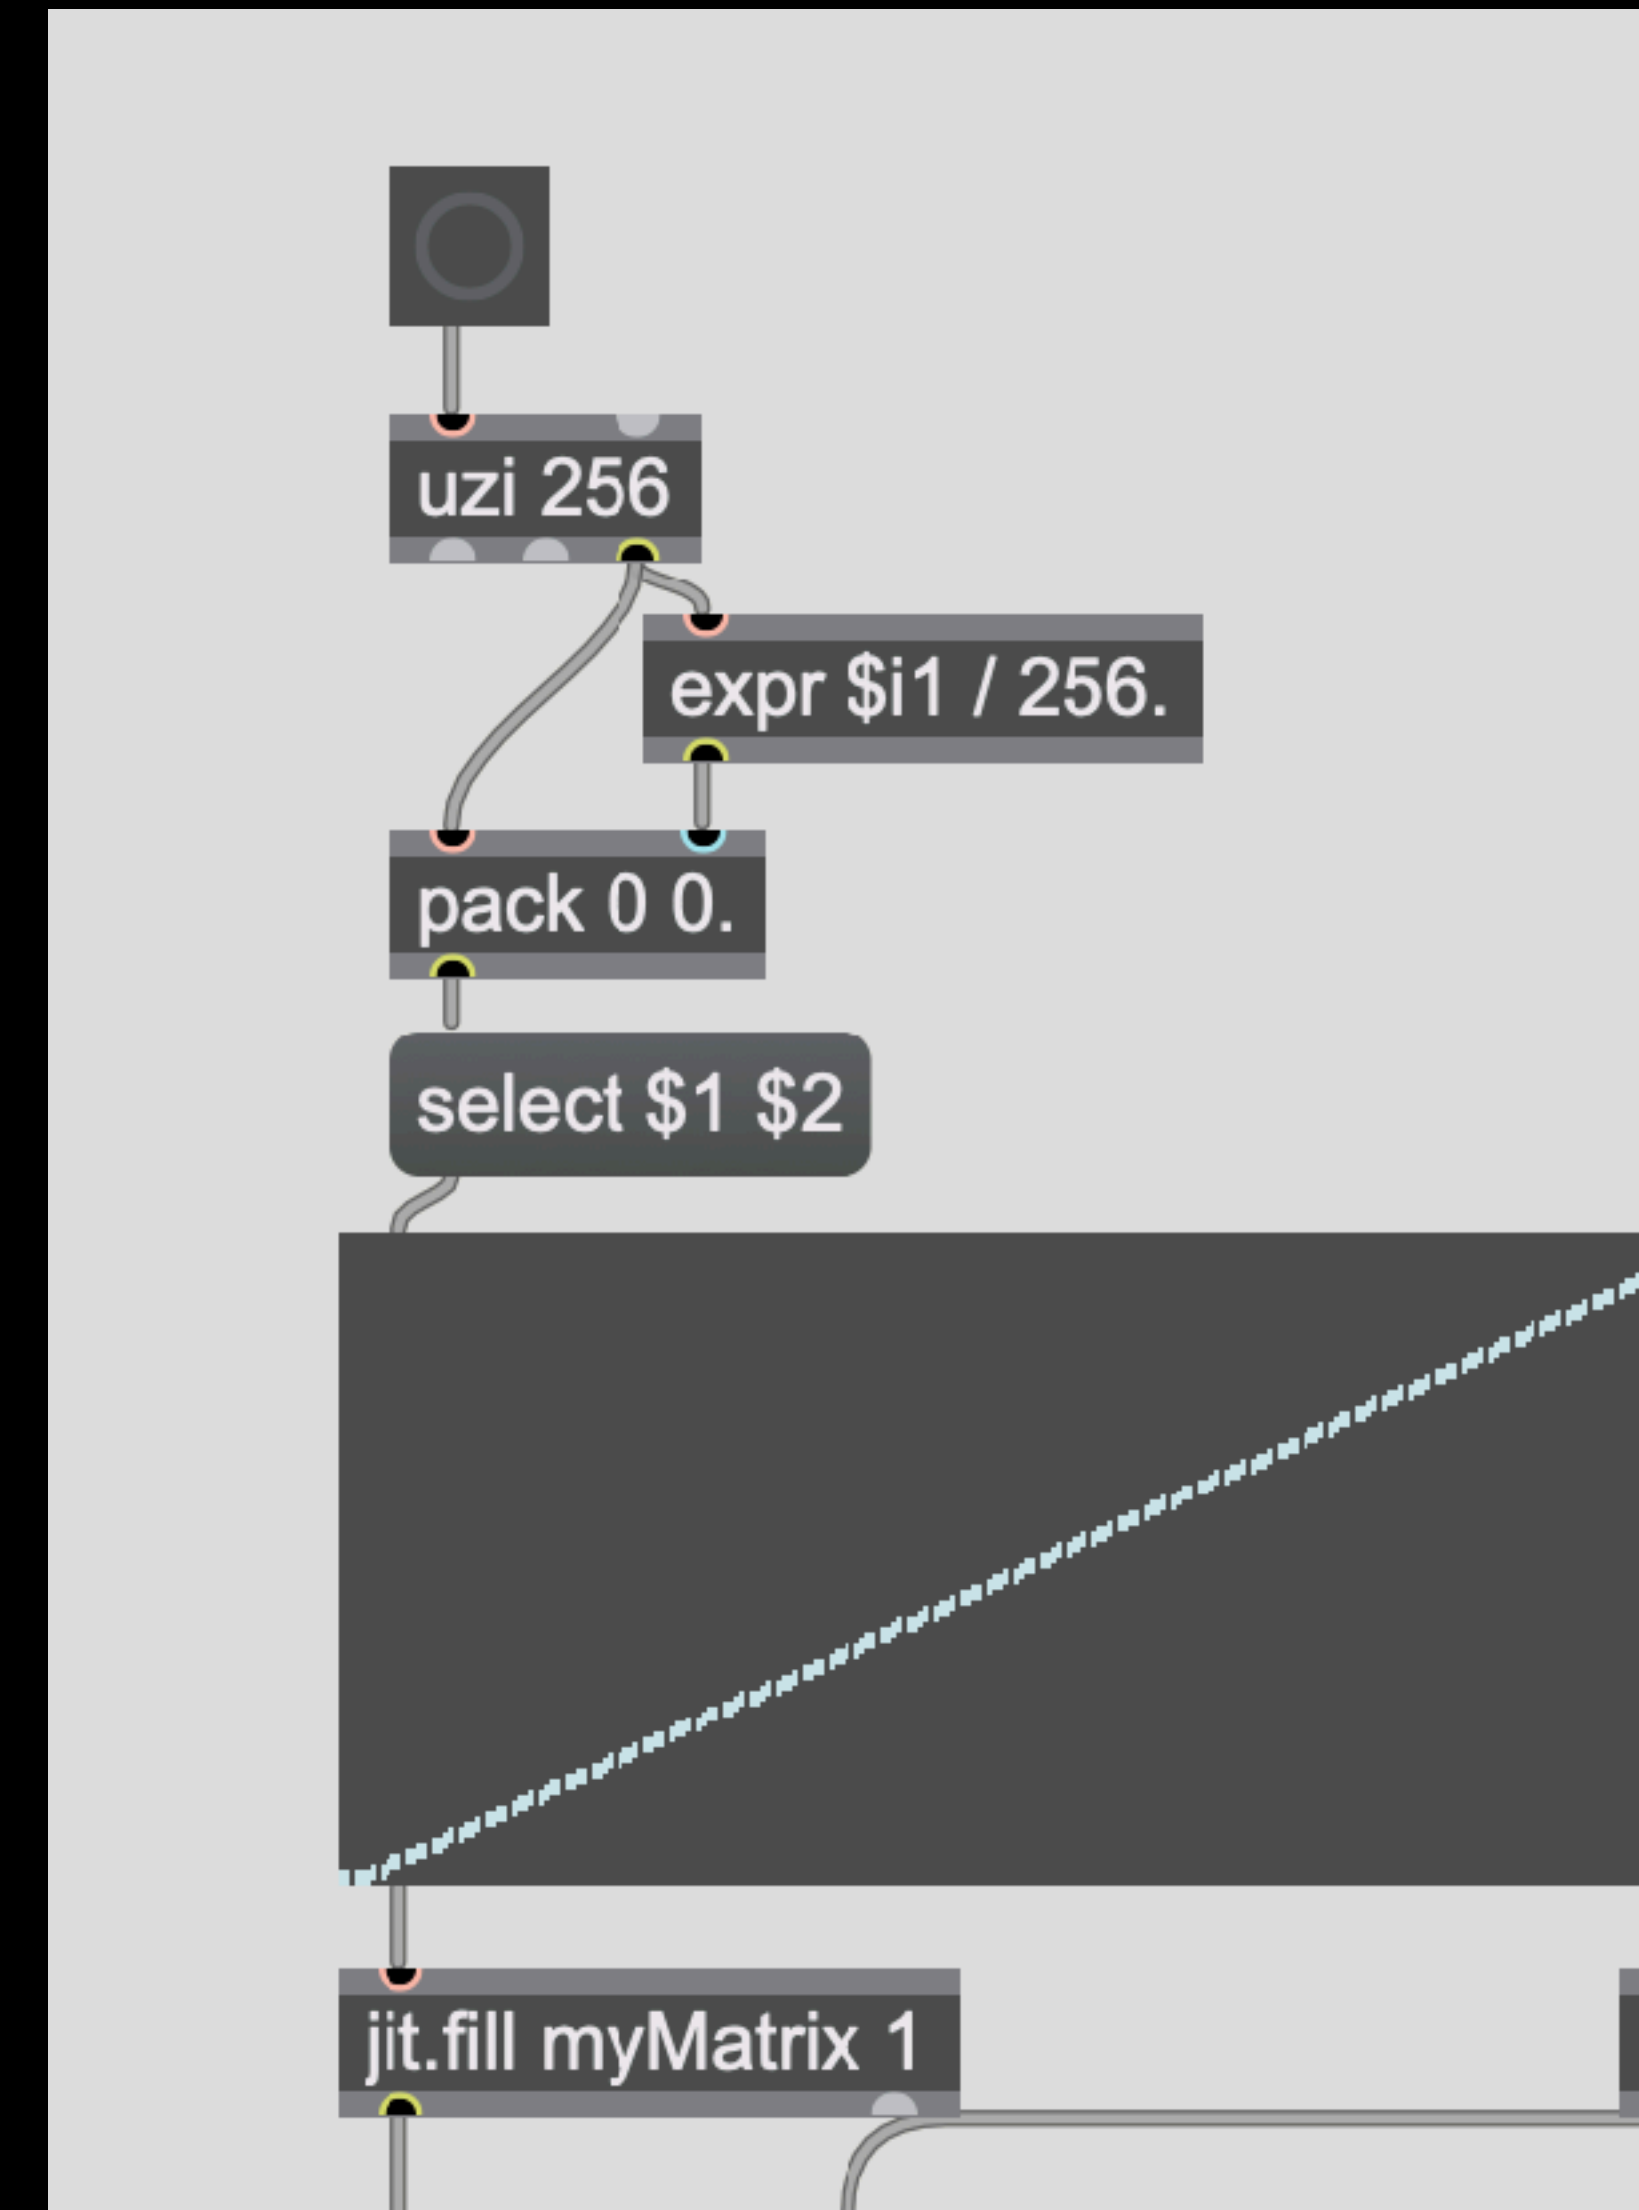 uzi 256
expr $i1 / 256.
pack 0 0.
select $1 $2
jit.fill myMatrix 1